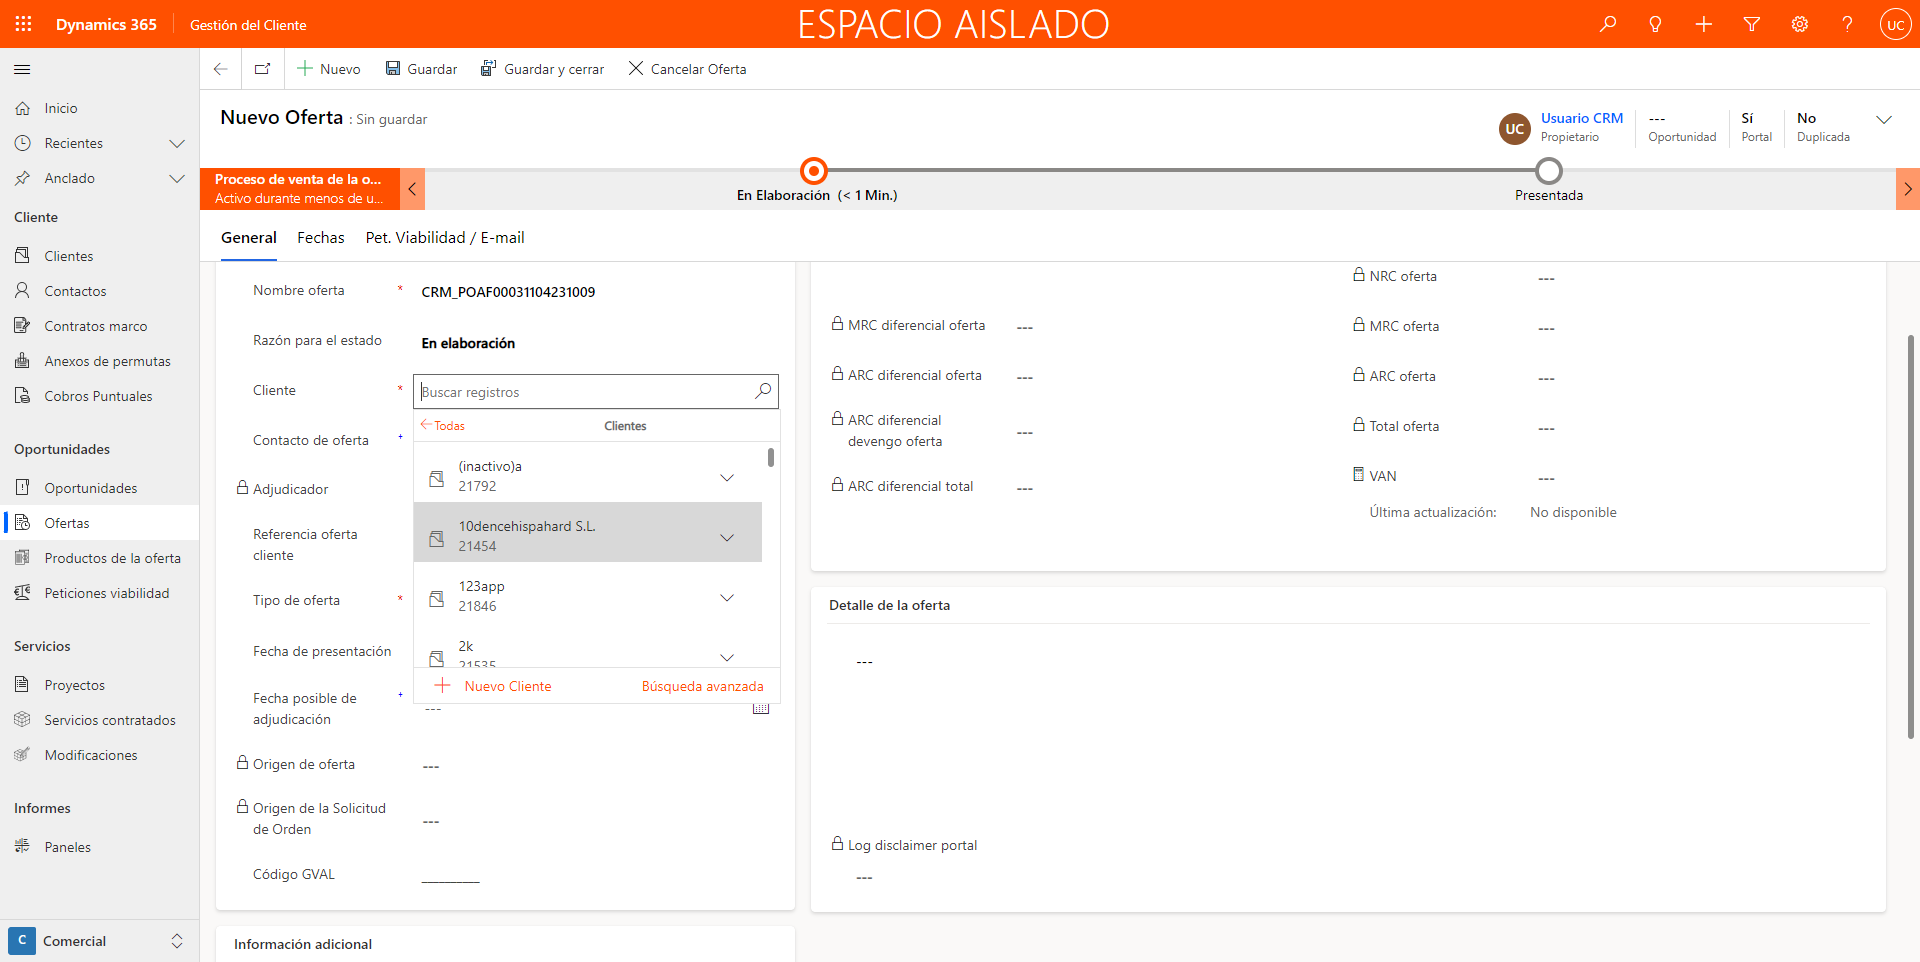 Dynamics 365
Gestión del Cliente
ESPACIO AISLADO
UC
Nuevo
Guardar
Guardar y cerrar
Cancelar Oferta
Inicio
Recientes
Anclado
Cliente
Clientes
Contactos
Contratos marco
Anexos de permutas
Cobros Puntuales
Oportunidades
Oportunidades
Ofertas
Productos de la oferta
Peticiones viabilidad
Servicios
Proyectos
Servicios contratados
Modificaciones
Informes
Paneles
C Comercial
Nuevo Oferta : Sin guardar
UC
Usuario CRM
Propietario
---
Oportunidad
Sí
Portal
No
Duplicada
Proceso de venta de la o...
Activo durante menos de u...
En Elaboración (< 1 Min.)
Presentada
General
Fechas
Pet. Viabilidad / E-mail
Nombre oferta * CRM_POAF00031104231009
Razón para el estado En elaboración
Cliente * Buscar registros
Todas
Clientes
(inactivo)a
21792
10dencehispahard S.L.
21454
123app
21846
2k
21535
Nuevo Cliente
Búsqueda avanzada
Contacto de oferta +
Adjudicador
Referencia oferta
cliente
Tipo de oferta *
Fecha de presentación
Fecha posible de
adjudicación + ---
Origen de oferta ---
Origen de la Solicitud
de Orden ---
Código GVAL
Información adicional
MRC diferencial oferta ---
ARC diferencial oferta ---
ARC diferencial
devengo oferta ---
ARC diferencial total ---
NRC oferta ---
MRC oferta ---
ARC oferta ---
Total oferta ---
VAN ---
Última actualización: No disponible
Detalle de la oferta
---
Log disclaimer portal
---